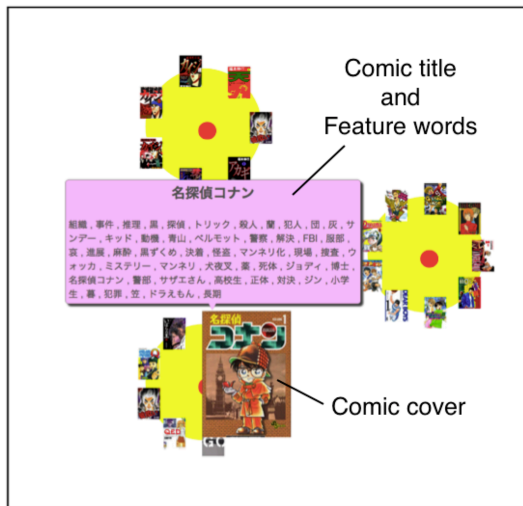 Comic title
and
Feature words
名探偵コナン
組織 , 事件 , 推理 , 黒 , 探偵 , トリック , 殺人 , 蘭 , 犯人 , 団 , 灰 , サ
ンデー , キッド , 動機 , 青山 , ベルモット , 警察 , 解決 , FBI , 服部 ,
哀 , 進展 , 麻酔 , 黒ずくめ , 決着 , 怪盗 , マンネリ化 , 現場 , 捜査 , ウ
ォッカ , ミステリー , マンネリ , 犬夜叉 , 薬 , 死体 , ジョディ , 博士 ,
名探偵コナン , 警部 , サザエさん , 高校生 , 正体 , 対決 , ジン , 小学
生 , 暮 , 犯罪 , 笠 , ドラえもん , 長期
名探偵
1
コナン
Comic cover